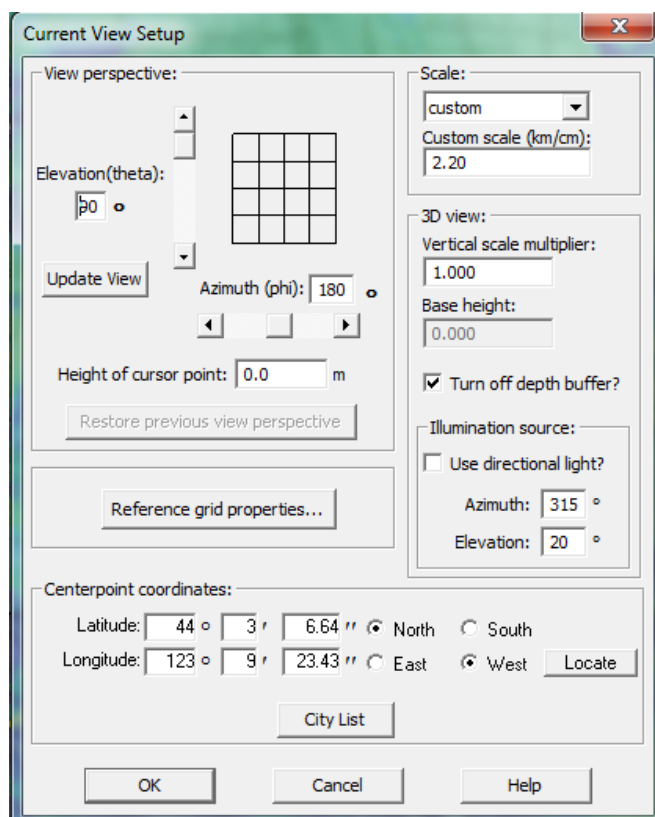 Current View Setup
x
View perspective:
Elevation(theta):
90 o
Update View
Azimuth (phi): 180 o
Height of cursor point: 0.0 m
Restore previous view perspective
Reference grid properties...
Scale:
custom
Custom scale (km/cm):
2.20
3D view:
Vertical scale multiplier:
1.000
Base height:
0.000
Turn off depth buffer?
Illumination source:
Use directional light?
Azimuth: 315 °
Elevation: 20 °
Centerpoint coordinates:
Latitude: 44 ° 3 ' 6.64 '' North South
Longitude: 123 ° 9 ' 23.43 '' East West Locate
City List
OK Cancel Help